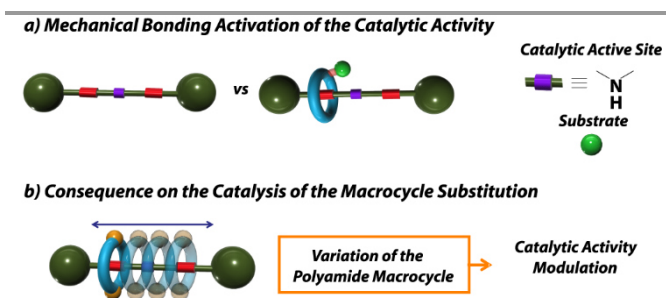 a) Mechanical Bonding Activation of the Catalytic Activity
Catalytic Active Site
vs
N
H
Substrate
b) Consequence on the Catalysis of the Macrocycle Substitution
Variation of the
Polyamide Macrocycle
Catalytic Activity
Modulation